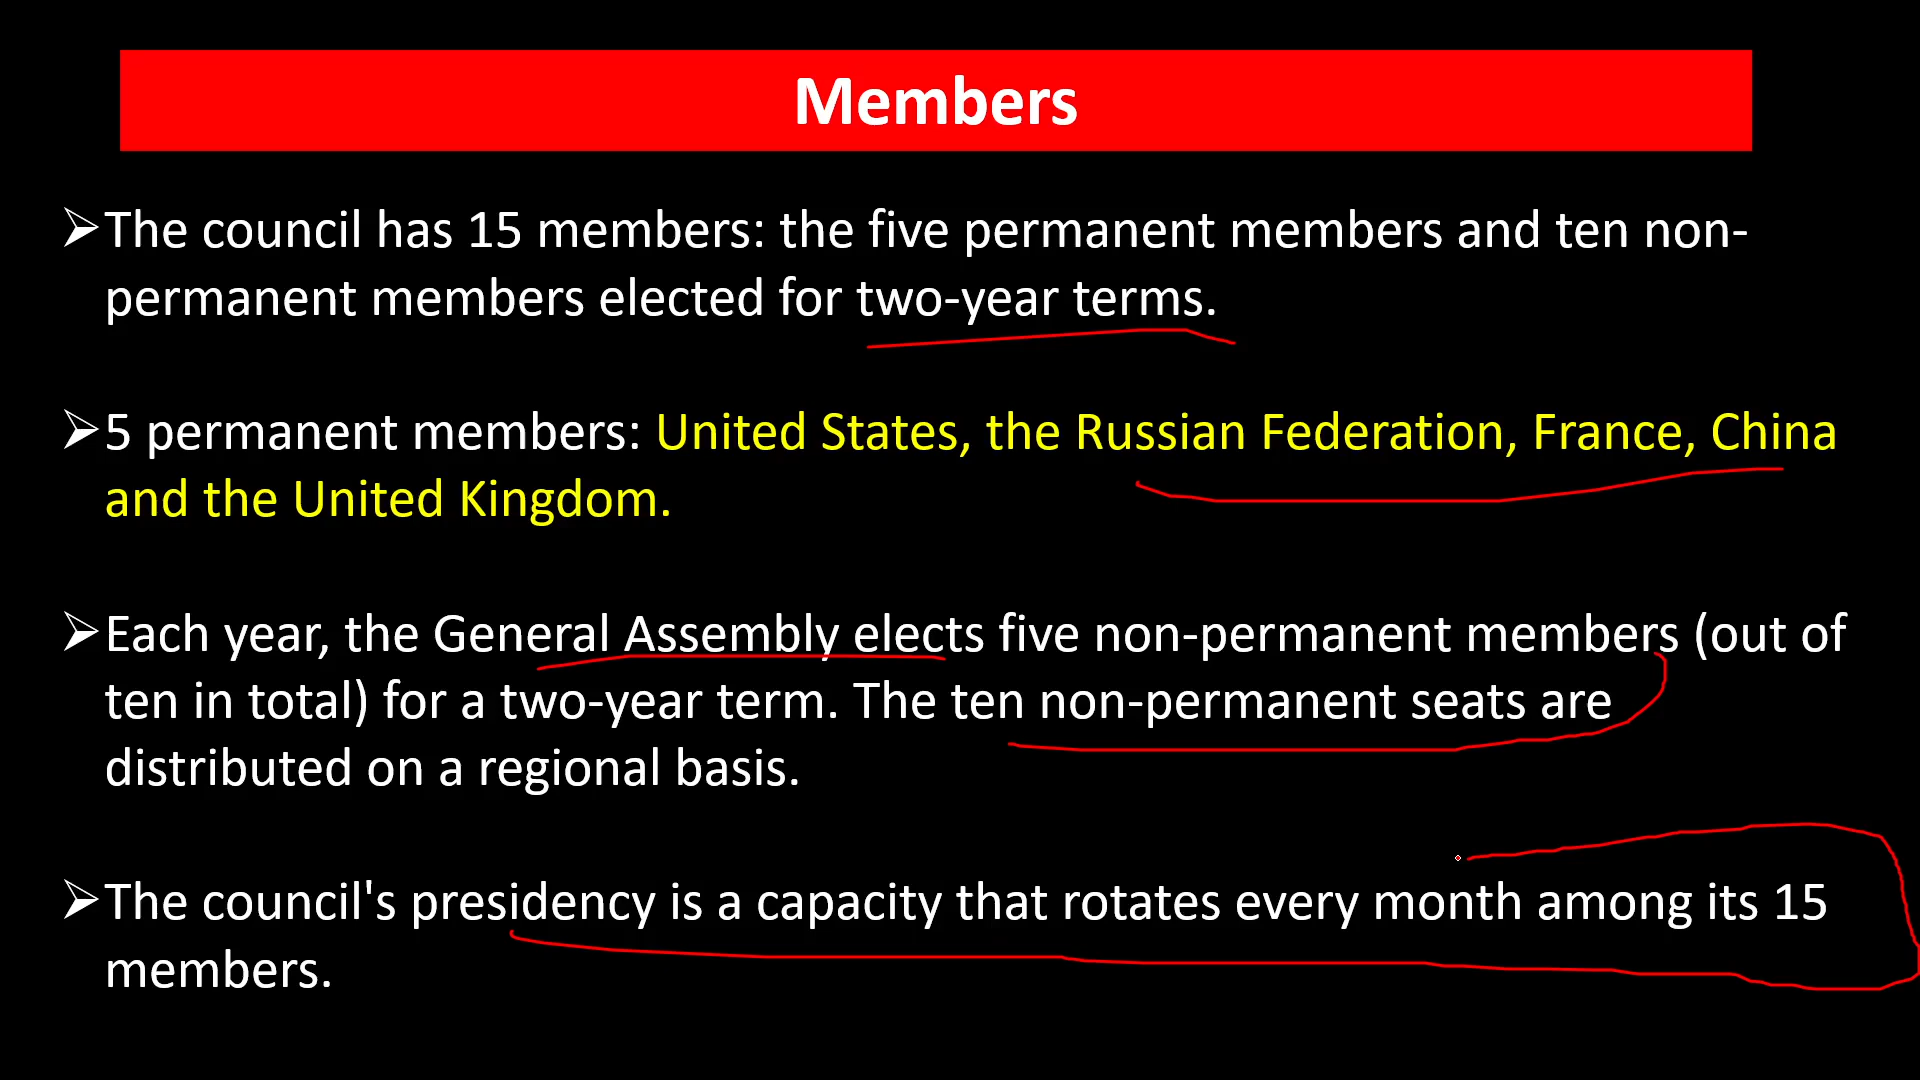 Members
➢The council has 15 members: the five permanent members and ten non-
permanent members elected for two-year terms.
➢5 permanent members: United States, the Russian Federation, France, China
and the United Kingdom.
➢Each year, the General Assembly elects five non-permanent members (out of
ten in total) for a two-year term. The ten non-permanent seats are
distributed on a regional basis.
➢The council's presidency is a capacity that rotates every month among its 15
members.